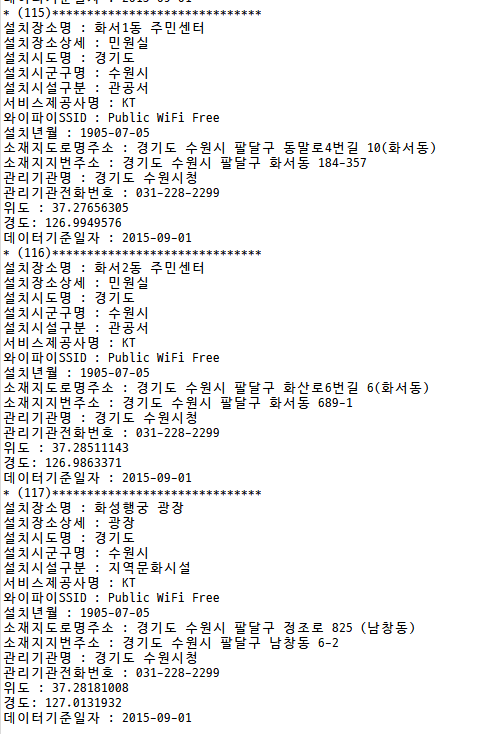 데이터기준일자 : 2015-09-01
* (115)******************************
설치장소명 : 화서1동 주민센터
설치장소상세 : 민원실
설치시도명 : 경기도
설치시군구명 : 수원시
설치시설구분 : 관공서
서비스제공사명 : KT
와이파이SSID : Public WiFi Free
설치년월 : 1905-07-05
소재지도로명주소 : 경기도 수원시 팔달구 동말로4번길 10(화서동)
소재지지번주소 : 경기도 수원시 팔달구 화서동 184-357
관리기관명 : 경기도 수원시청
관리기관전화번호 : 031-228-2299
위도 : 37.27656305
경도: 126.9949576
데이터기준일자 : 2015-09-01
* (116)******************************
설치장소명 : 화서2동 주민센터
설치장소상세 : 민원실
설치시도명 : 경기도
설치시군구명 : 수원시
설치시설구분 : 관공서
서비스제공사명 : KT
와이파이SSID : Public WiFi Free
설치년월 : 1905-07-05
소재지도로명주소 : 경기도 수원시 팔달구 화산로6번길 6(화서동)
소재지지번주소 : 경기도 수원시 팔달구 화서동 689-1
관리기관명 : 경기도 수원시청
관리기관전화번호 : 031-228-2299
위도 : 37.28511143
경도: 126.9863371
데이터기준일자 : 2015-09-01
* (117)******************************
설치장소명 : 화성행궁 광장
설치장소상세 : 광장
설치시도명 : 경기도
설치시군구명 : 수원시
설치시설구분 : 지역문화시설
서비스제공사명 : KT
와이파이SSID : Public WiFi Free
설치년월 : 1905-07-05
소재지도로명주소 : 경기도 수원시 팔달구 정조로 825 (남창동)
소재지지번주소 : 경기도 수원시 팔달구 남창동 6-2
관리기관명 : 경기도 수원시청
관리기관전화번호 : 031-228-2299
위도 : 37.28181008
경도: 127.0131932
데이터기준일자 : 2015-09-01